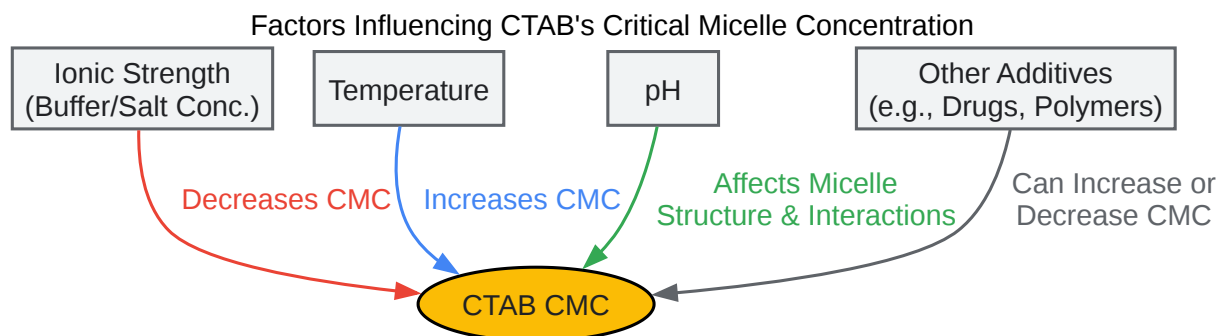 Factors Influencing CTAB's Critical Micelle Concentration
Ionic Strength
(Buffer/Salt Conc.)
Temperature
pH
Other Additives
(e.g., Drugs, Polymers)
Decreases CMC
Increases CMC
Affects Micelle
Structure & Interactions
Can Increase or
Decrease CMC
CTAB CMC